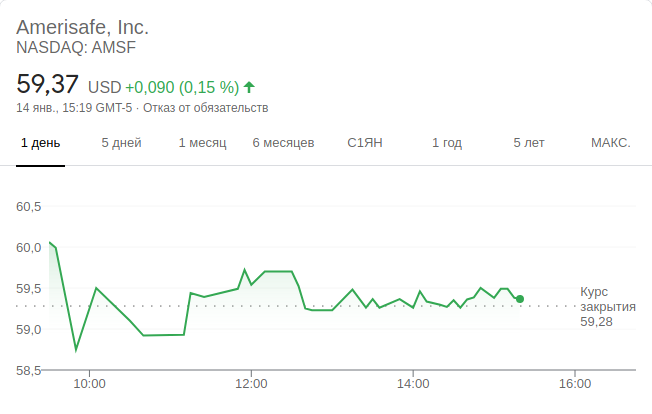 Amerisafe, Inc.
NASDAQ: AMSF
59,37 USD +0,090 (0,15 %)
14 янв., 15:19 GMT-5 · Отказ от обязательств
1 день 5 дней 1 месяц 6 месяцев С1ЯН 1 год 5 лет МАКС.
60,5
60,0
59,5
59,0
58,5
Курс
закрытия
59,28
10:00 12:00 14:00 16:00